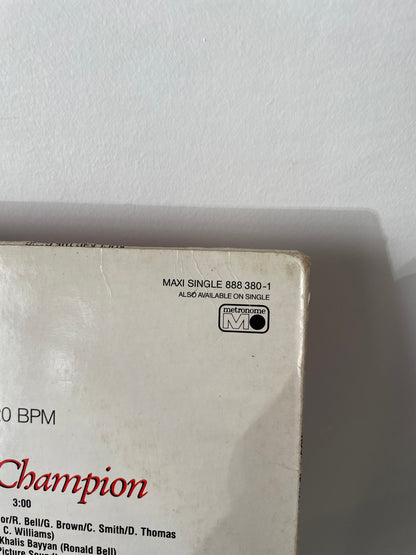 MAXI SINGLE 888 380-1
ALSO AVAILABLE ON SINGLE
metronome
M
20 BPM
Champion
3:00
or/R. Bell/G. Brown/C. Smith/D. Thomas
C. Williams)
Khalis Bayyan (Ronald Bell)